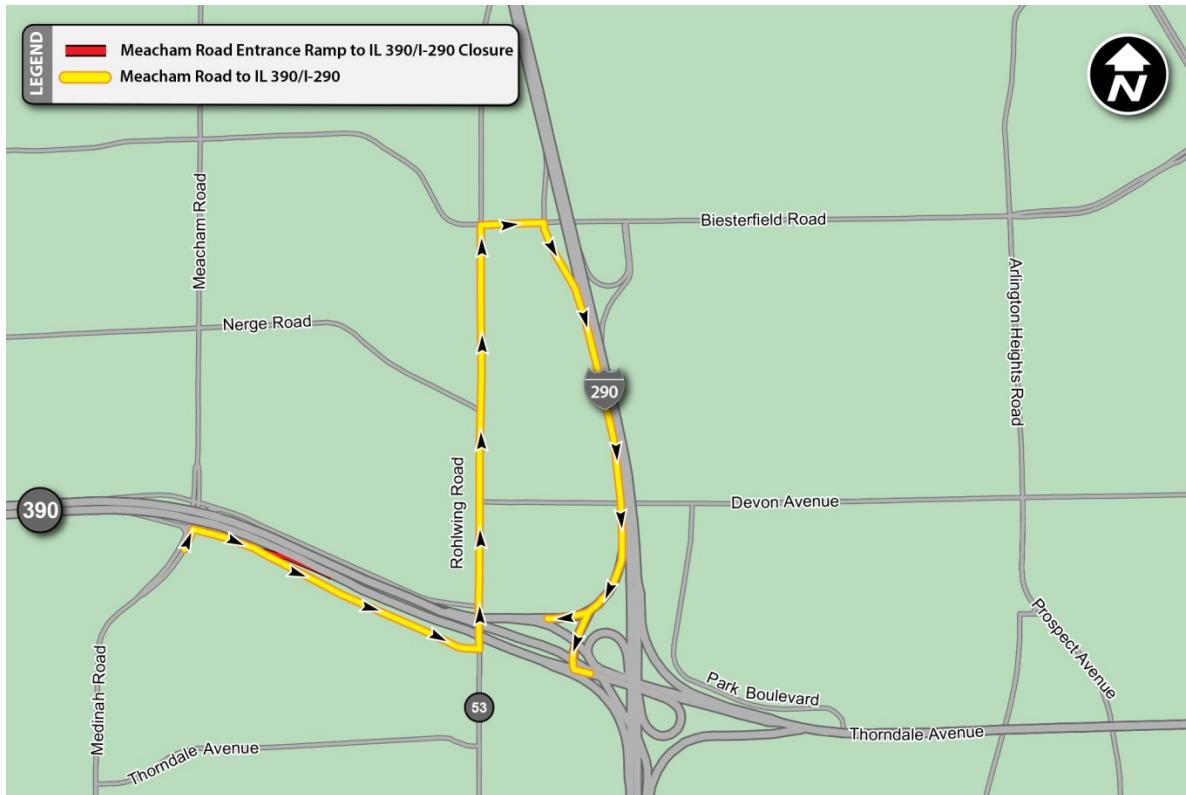 LEGEND
Meacham Road Entrance Ramp to IL 390/I-290 Closure
Meacham Road to IL 390/I-290
N
Meacham Road
Biesterfield Road
Nerge Road
Arlington Heights Road
290
Rohlwing Road
Devon Avenue
390
Medinah Road
Prospect Avenue
Park Boulevard
53
Thorndale Avenue
Thorndale Avenue